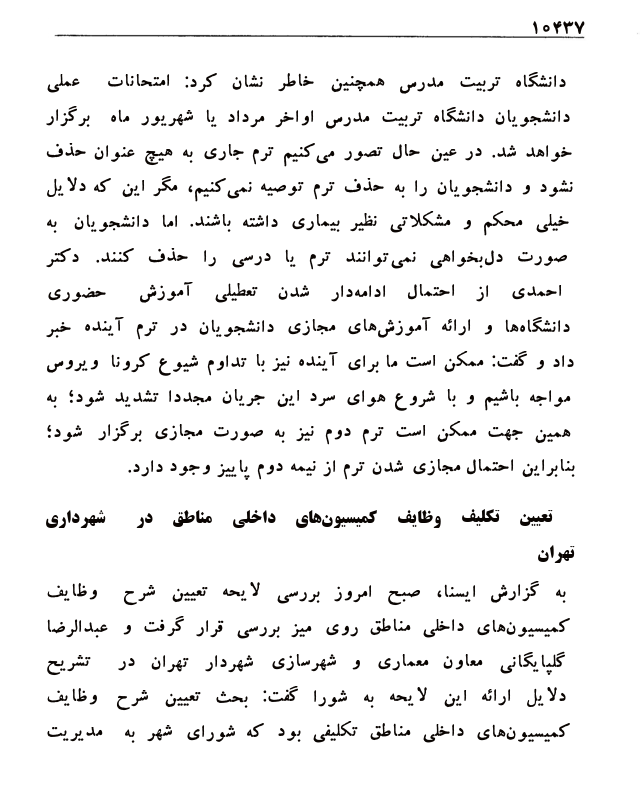 ۱۰۴۳۷
دانشگاه تربیت مدرس همچنین خاطر نشان کرد: امتحانات عملی
دانشجویان دانشگاه تربیت مدرس اواخر مرداد یا شهریور ماه برگزار
خواهد شد. در عین حال تصور می‌کنیم ترم جاری به هیچ عنوان حذف
نشود و دانشجویان را به حذف ترم توصیه نمی‌کنیم، مگر این که دلایل
خیلی محکم و مشکلاتی نظیر بیماری داشته باشند. اما دانشجویان به
صورت دل‌بخواهی نمی‌توانند ترم یا درسی را حذف کنند. دکتر
احمدی از احتمال ادامه‌دار شدن تعطیلی آموزش حضوری
دانشگاه‌ها و ارائه آموزش‌های مجازی دانشجویان در ترم آینده خبر
داد و گفت: ممکن است ما برای آینده نیز با تداوم شیوع کرونا ویروس
مواجه باشیم و با شروع هوای سرد این جریان مجددا تشدید شود؛ به
همین جهت ممکن است ترم دوم نیز به صورت مجازی برگزار شود؛
بنابراین احتمال مجازی شدن ترم از نیمه دوم پاییز وجود دارد.
تعیین تکلیف وظایف کمیسیون‌های داخلی مناطق در شهرداری
تهران
به گزارش ایسنا، صبح امروز بررسی لایحه تعیین شرح وظایف
کمیسیون‌های داخلی مناطق روی میز بررسی قرار گرفت و عبدالرضا
گلپایگانی معاون معماری و شهرسازی شهردار تهران در تشریح
دلایل ارائه این لایحه به شورا گفت: بحث تعیین شرح وظایف
کمیسیون‌های داخلی مناطق تکلیفی بود که شورای شهر به مدیریت